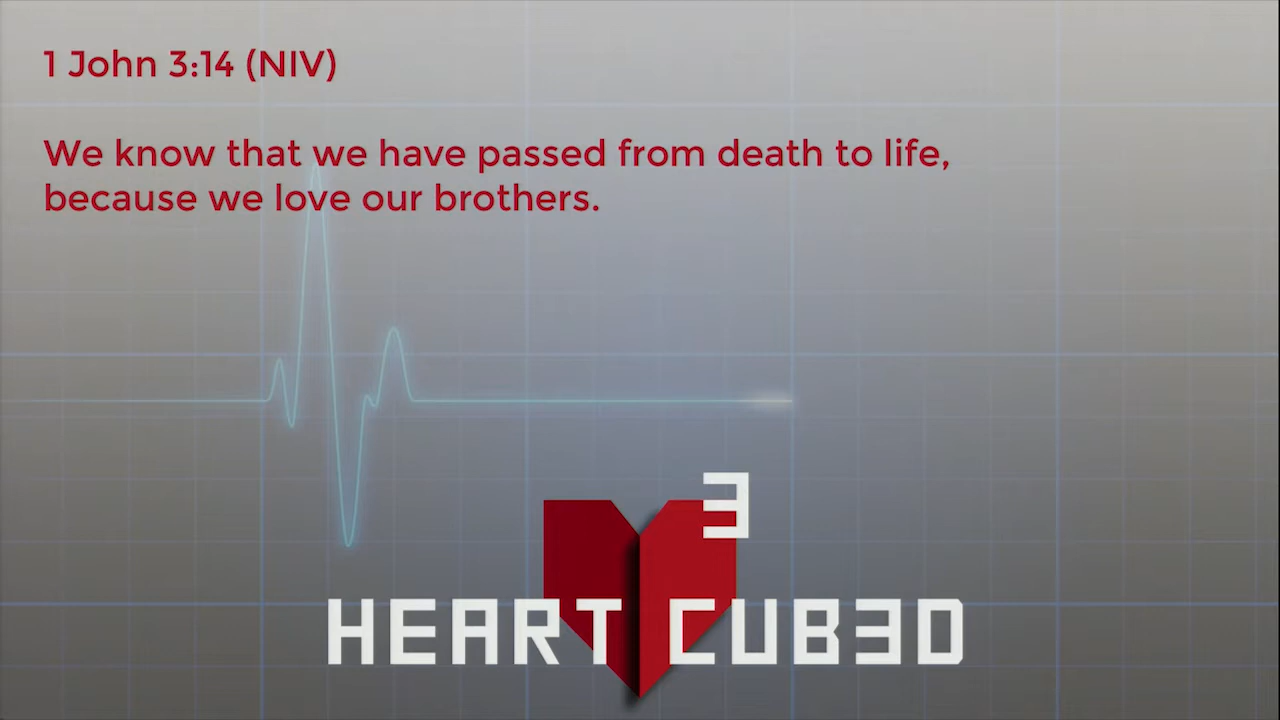 1 John 3:14 (NIV)
We know that we have passed from death to life,
because we love our brothers.
3
HEART CUB3D